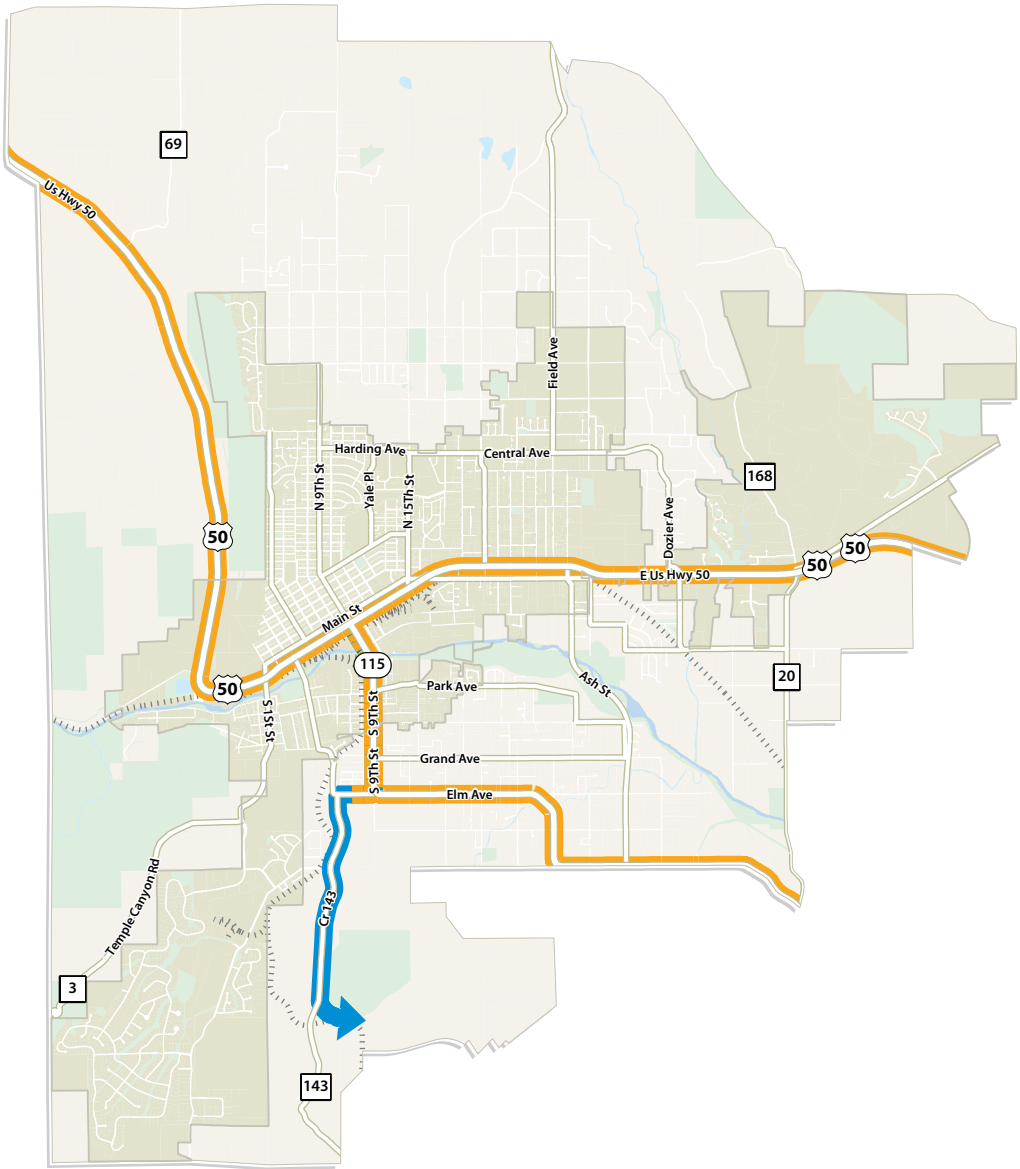 69
Us Hwy 50
Field Ave
Harding Ave
Central Ave
N 9Th St
Yale Pl
N 15Th St
168
Dozier Ave
50
50
50
E Us Hwy 50
Main St
115
50
Park Ave
Ash St
20
S 1St St
S 9Th St
S 9Th St
Grand Ave
Elm Ave
Cr 143
Temple Canyon Rd
3
143